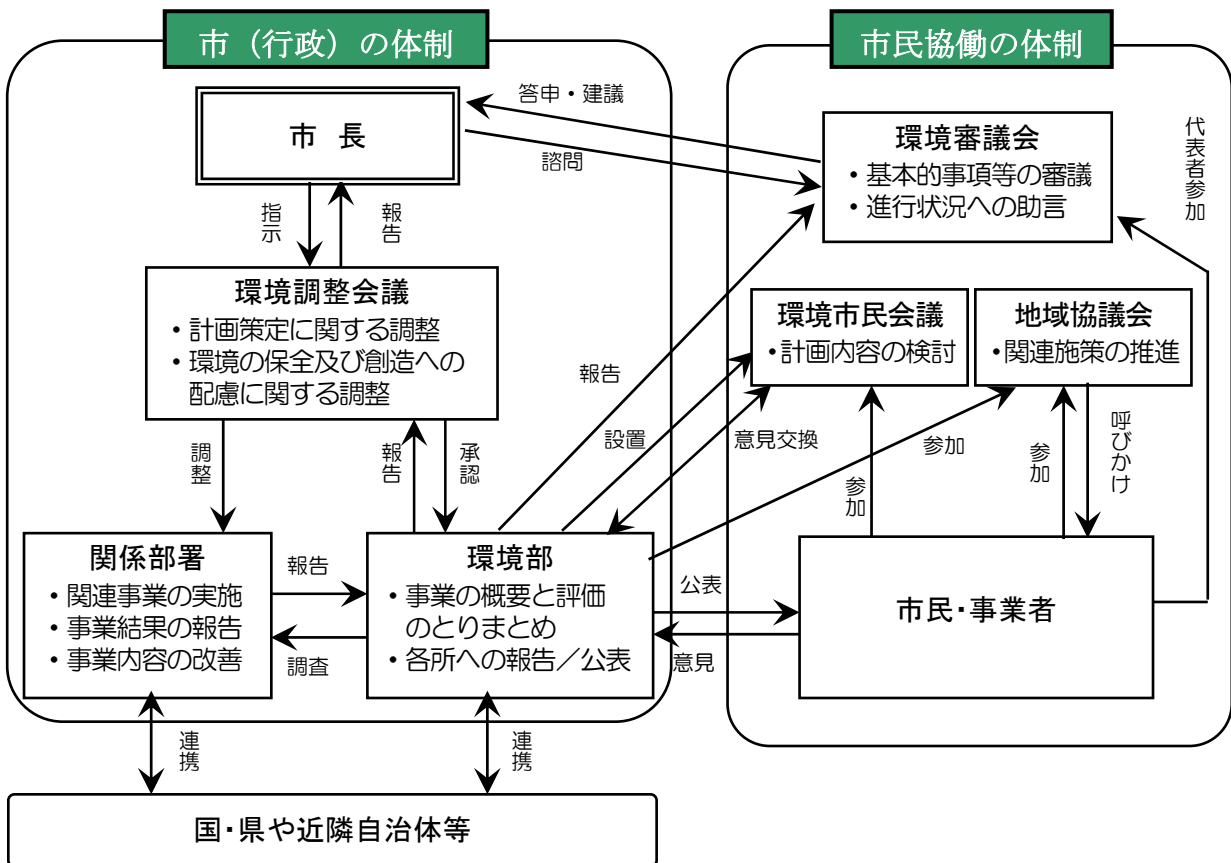 市（行政）の体制
市民協働の体制
市 長
答申・建議
諮問
環境審議会
・基本的事項等の審議
・進行状況への助言
代表者参加
指示
報告
環境調整会議
・計画策定に関する調整
・環境の保全及び創造への
配慮に関する調整
環境市民会議
・計画内容の検討
地域協議会
・関連施策の推進
報告
設置
意見交換
参加
調整
報告
承認
参加
参加
呼びかけ
関係部署
・関連事業の実施
・事業結果の報告
・事業内容の改善
報告
調査
環境部
・事業の概要と評価
のとりまとめ
・各所への報告／公表
公表
意見
市民・事業者
連携
連携
国・県や近隣自治体等